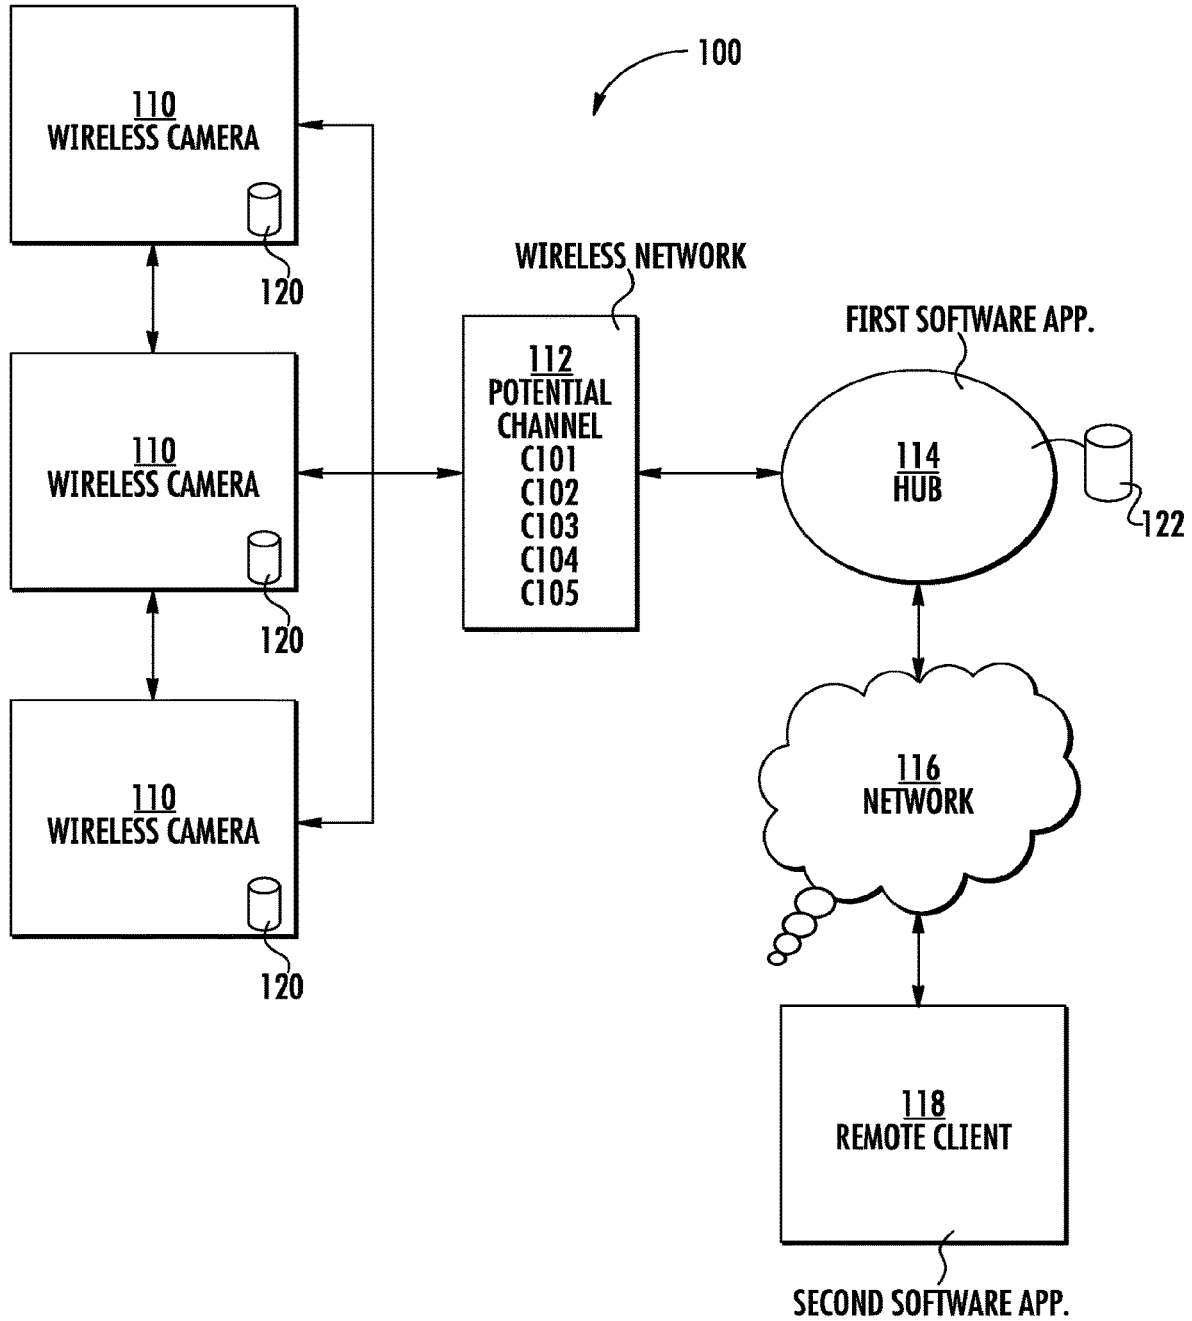 100
110
WIRELESS CAMERA
120
WIRELESS NETWORK
FIRST SOFTWARE APP.
112
POTENTIAL
CHANNEL
C101
C102
C103
C104
C105
110
WIRELESS CAMERA
120
114
HUB
122
116
NETWORK
110
WIRELESS CAMERA
120
118
REMOTE CLIENT
SECOND SOFTWARE APP.